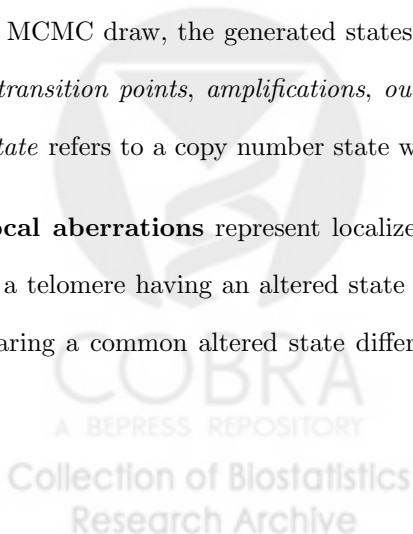 MCMC draw, the generated states
transition points, amplifications, ou
tate refers to a copy number state w
ocal aberrations represent localize
a telomere having an altered state
aring a common altered state differ
COBRA
A BEPRESS REPOSITORY
Collection of Biostatistics
Research Archive